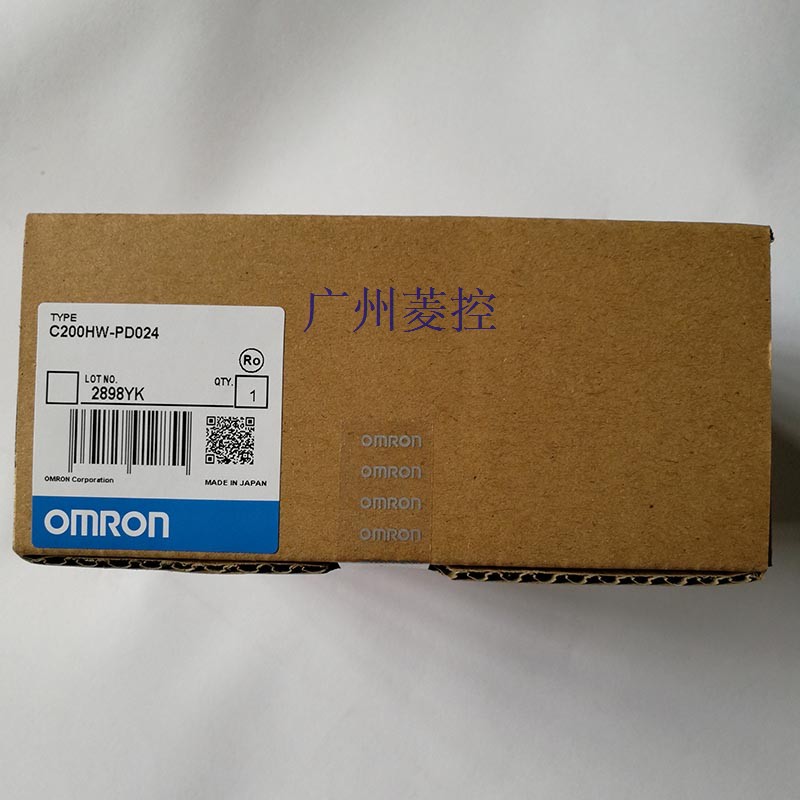 广州菱控
TYPE
C200HW-PD024
Ro
LOT NO.
QTY.
2898YK
1
OMRON Corporation
MADE IN JAPAN
OMRON
OMRON
OMRON
OMRON
OMRON